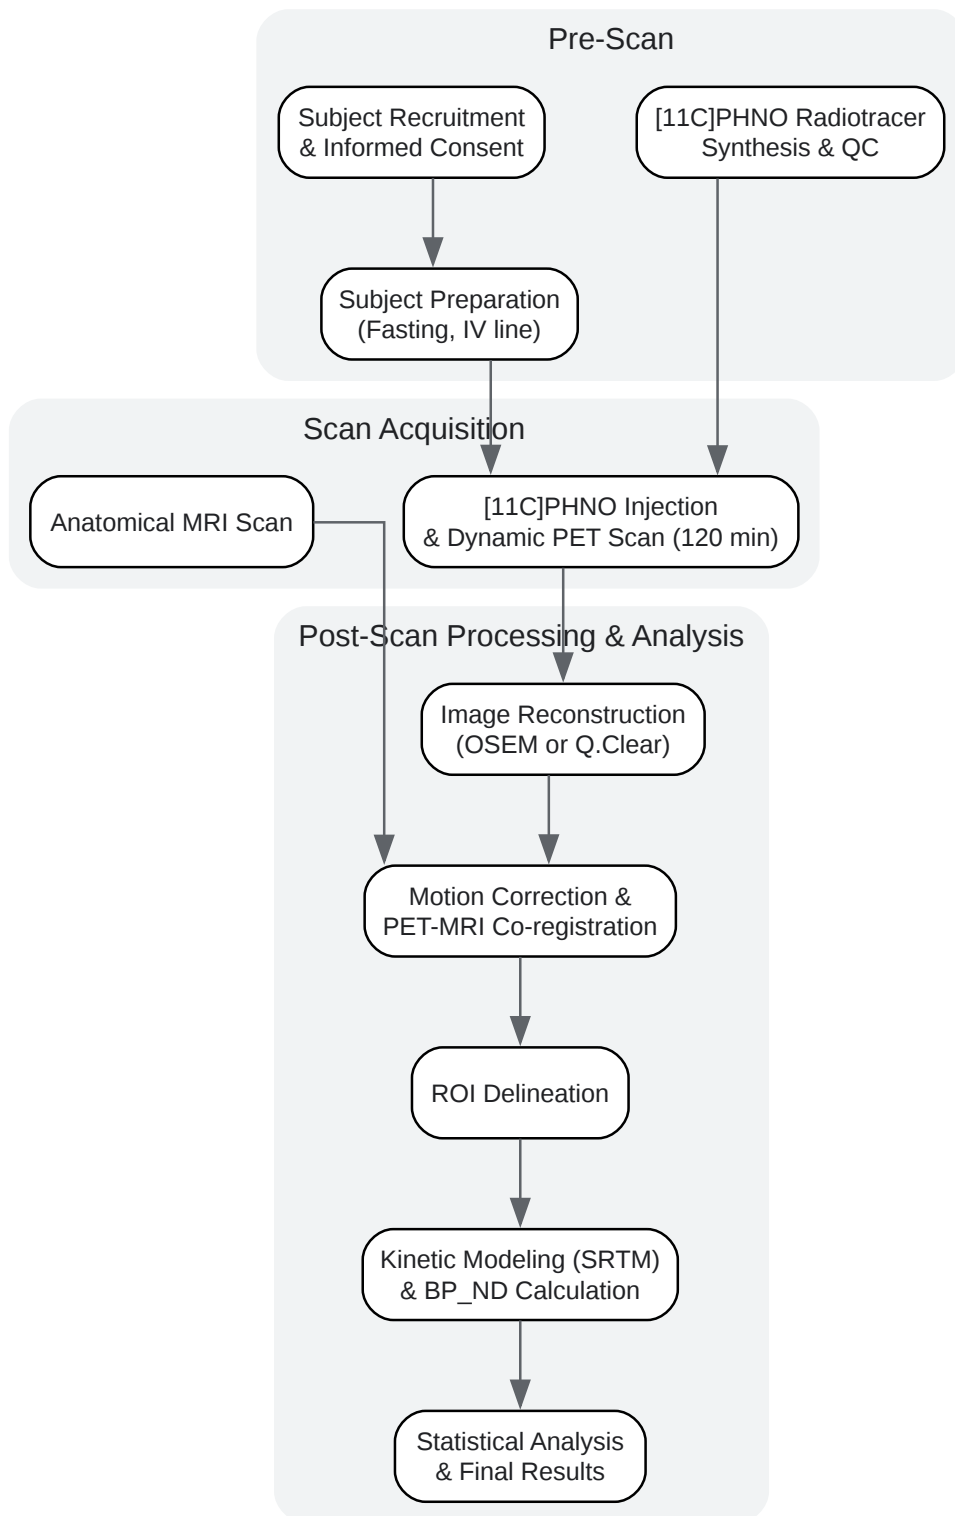 Pre-Scan
Subject Recruitment
& Informed Consent
[11C]PHNO Radiotracer
Synthesis & QC
Subject Preparation
(Fasting, IV line)
Scan Acquisition
Anatomical MRI Scan
[11C]PHNO Injection
& Dynamic PET Scan (120 min)
Post-Scan Processing & Analysis
Image Reconstruction
(OSEM or Q.Clear)
Motion Correction &
PET-MRI Co-registration
ROI Delineation
Kinetic Modeling (SRTM)
& BP_ND Calculation
Statistical Analysis
& Final Results